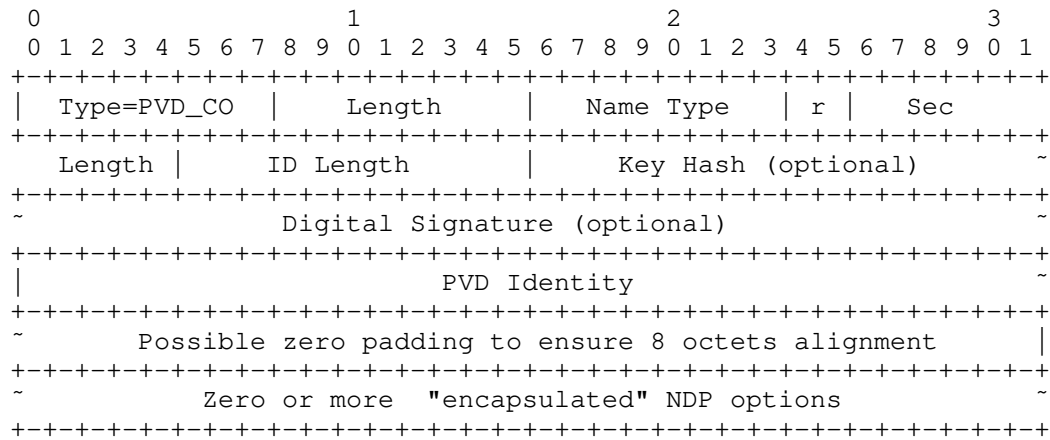 0                   1                   2                   3
 0 1 2 3 4 5 6 7 8 9 0 1 2 3 4 5 6 7 8 9 0 1 2 3 4 5 6 7 8 9 0 1
+-+-+-+-+-+-+-+-+-+-+-+-+-+-+-+-+-+-+-+-+-+-+-+-+-+-+-+-+-+-+-+-+
|  Type=PVD_CO  |    Length     |   Name Type   | r |   Sec
+-+-+-+-+-+-+-+-+-+-+-+-+-+-+-+-+-+-+-+-+-+-+-+-+-+-+-+-+-+-+-+-+
   Length |     ID Length       |     Key Hash (optional)       ~
+-+-+-+-+-+-+-+-+-+-+-+-+-+-+-+-+-+-+-+-+-+-+-+-+-+-+-+-+-+-+-+-+
~                Digital Signature (optional)                   ~
+-+-+-+-+-+-+-+-+-+-+-+-+-+-+-+-+-+-+-+-+-+-+-+-+-+-+-+-+-+-+-+-+
|                          PVD Identity                         ~
+-+-+-+-+-+-+-+-+-+-+-+-+-+-+-+-+-+-+-+-+-+-+-+-+-+-+-+-+-+-+-+-+
~       Possible zero padding to ensure 8 octets alignment      |
+-+-+-+-+-+-+-+-+-+-+-+-+-+-+-+-+-+-+-+-+-+-+-+-+-+-+-+-+-+-+-+-+
~           Zero or more  "encapsulated" NDP options            ~
+-+-+-+-+-+-+-+-+-+-+-+-+-+-+-+-+-+-+-+-+-+-+-+-+-+-+-+-+-+-+-+-+